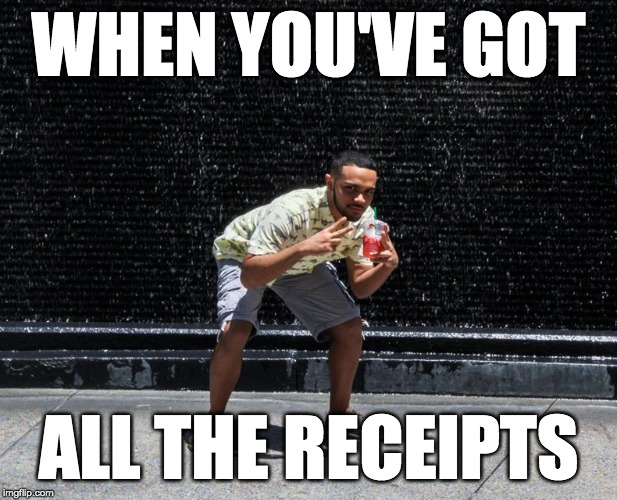 WHEN YOU'VE GOT
ALL THE RECEIPTS
imgflip.com